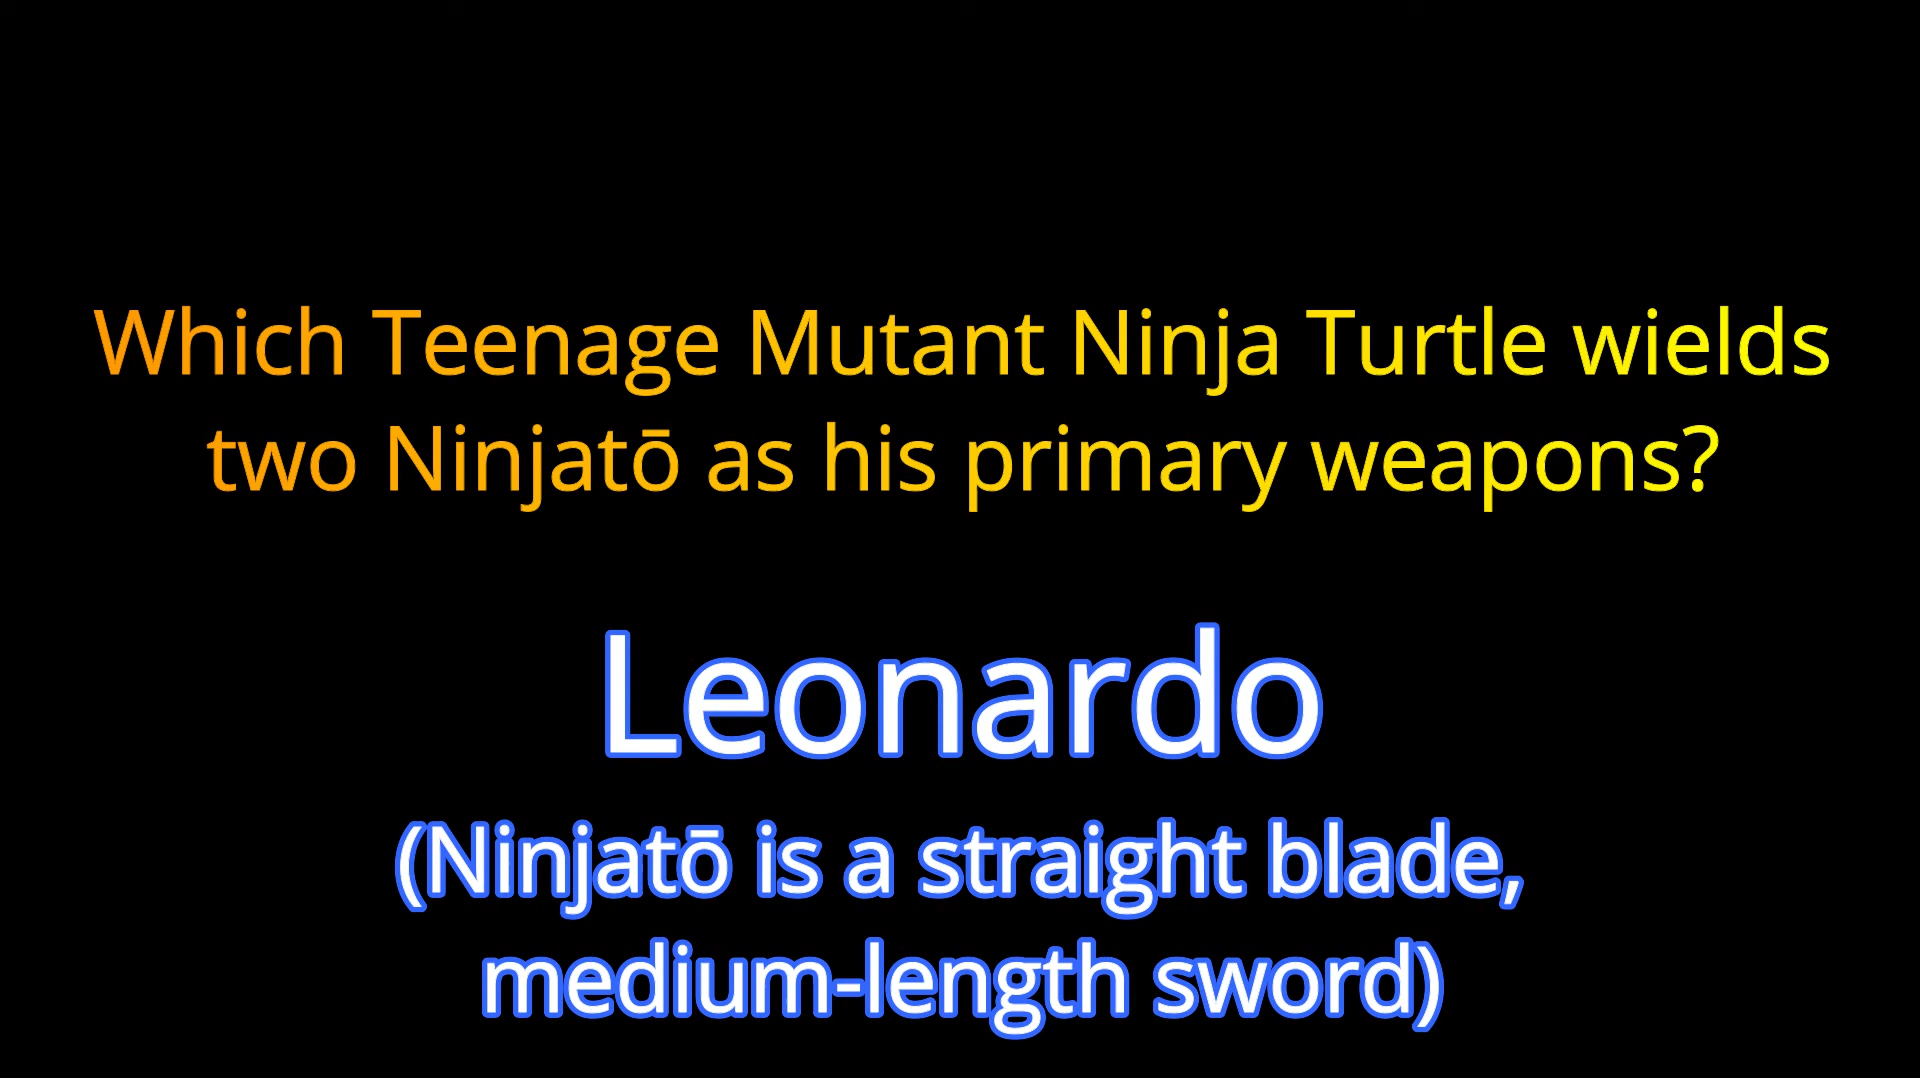 Which Teenage Mutant Ninja Turtle wields
two Ninjatō as his primary weapons?
Leonardo
(Ninjatō is a straight blade,
medium-length sword)